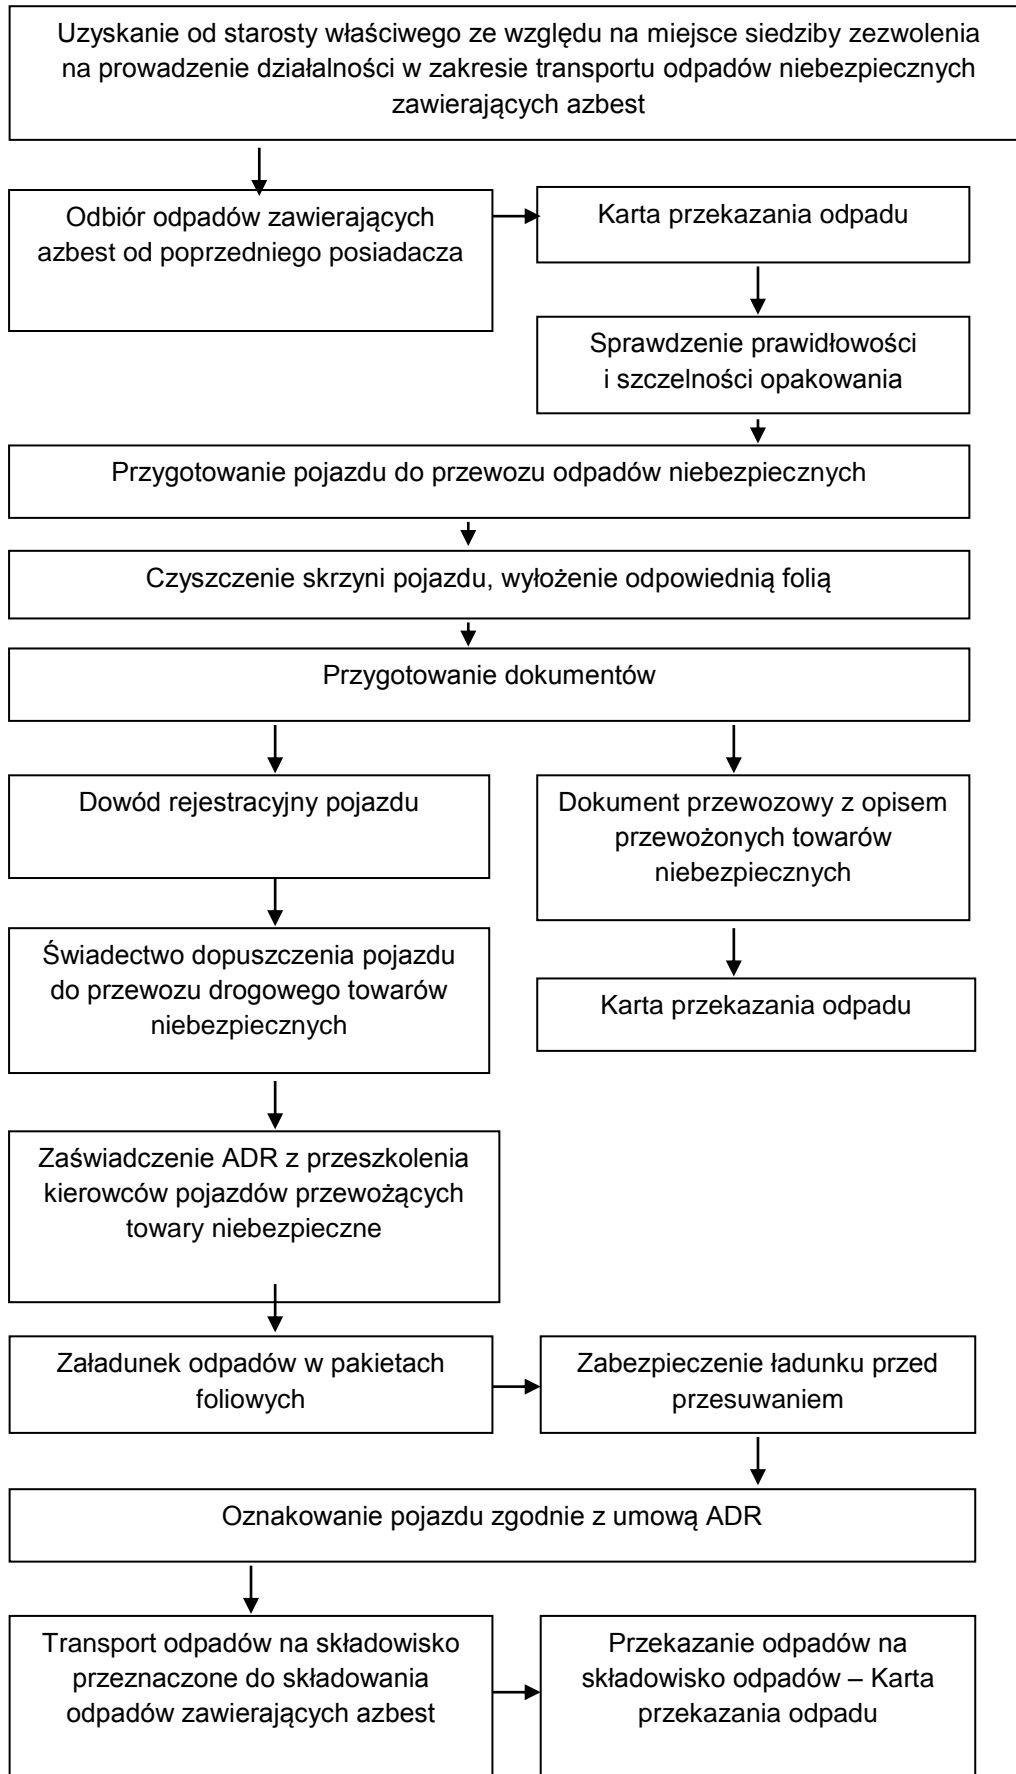 Uzyskanie od starosty właściwego ze względu na miejsce siedziby zezwolenia
na prowadzenie działalności w zakresie transportu odpadów niebezpiecznych
zawierających azbest
Odbiór odpadów zawierających
azbest od poprzedniego posiadacza
Karta przekazania odpadu
Sprawdzenie prawidłowości
i szczelności opakowania
Przygotowanie pojazdu do przewozu odpadów niebezpiecznych
Czyszczenie skrzyni pojazdu, wyłożenie odpowiednią folią
Przygotowanie dokumentów
Dowód rejestracyjny pojazdu
Dokument przewozowy z opisem
przewożonych towarów
niebezpiecznych
Świadectwo dopuszczenia pojazdu
do przewozu drogowego towarów
niebezpiecznych
Karta przekazania odpadu
Zaświadczenie ADR z przeszkolenia
kierowców pojazdów przewożących
towary niebezpieczne
Załadunek odpadów w pakietach
foliowych
Zabezpieczenie ładunku przed
przesuwaniem
Oznakowanie pojazdu zgodnie z umową ADR
Transport odpadów na składowisko
przeznaczone do składowania
odpadów zawierających azbest
Przekazanie odpadów na
składowisko odpadów – Karta
przekazania odpadu